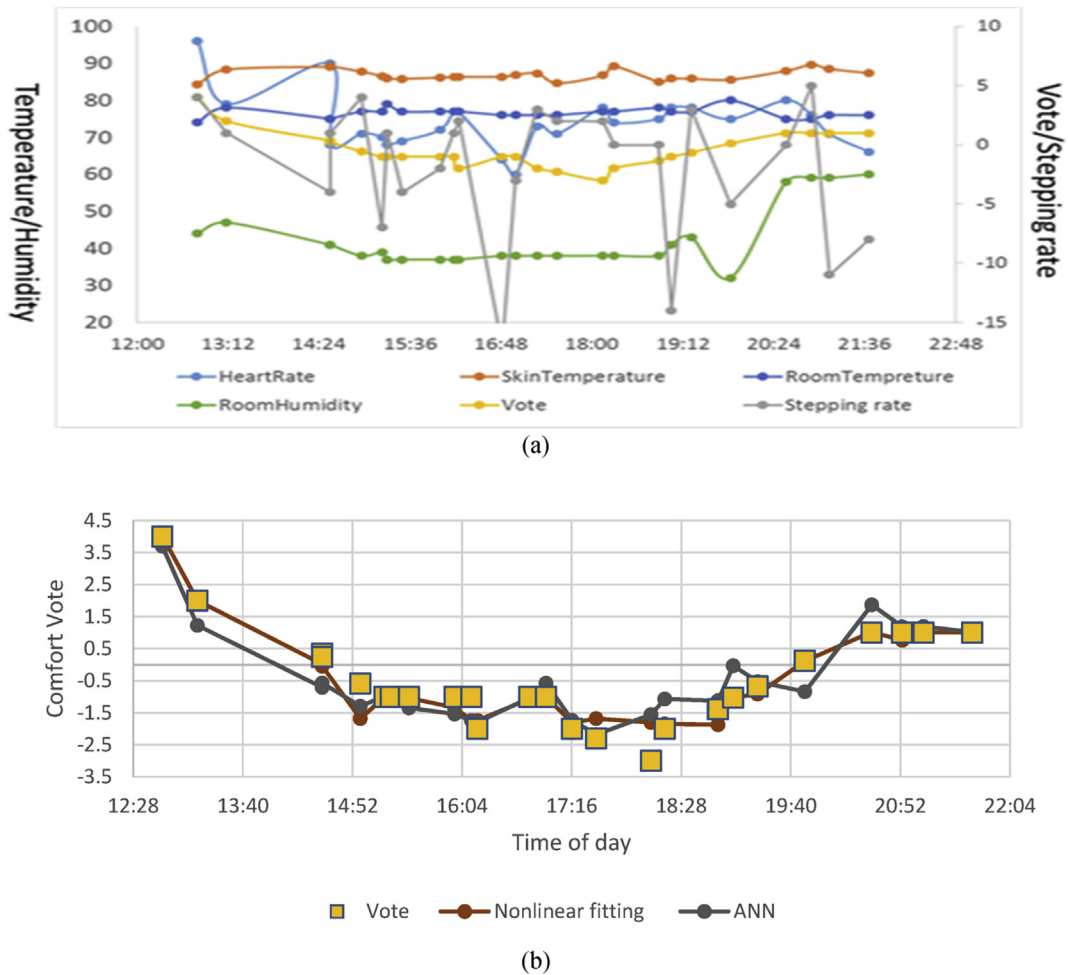 Temperature/Humidity
100
90
80
70
60
50
40
30
20
10
5
0
-5
-10
-15
Vote/Stepping rate
12:00 13:12 14:24 15:36 16:48 18:00 19:12 20:24 21:36 22:48
HeartRate SkinTemperature RoomTempreture
RoomHumidity Vote Stepping rate
(a)
Comfort Vote
4.5
3.5
2.5
1.5
0.5
-0.5
-1.5
-2.5
-3.5
12:28 13:40 14:52 16:04 17:16 18:28 19:40 20:52 22:04
Time of day
Vote Nonlinear fitting ANN
(b)